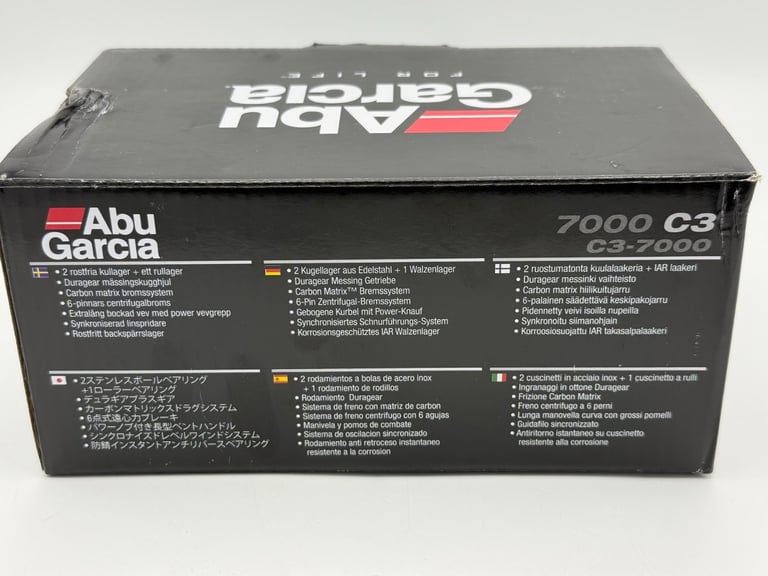 Abu
Garcia
FOR LIFE
Abu
Garcia
7000 C3
C3-7000
• 2 rostfria kullager + ett rullager
• Duragear mässingskugghjul
• Carbon matrix bromssystem
• 6-pinnars centrifugalbroms
• Extralång bockad vev med power vevgrepp
• Synkroniserad linspridare
• Rostfritt backspärrslager
• 2 Kugellager aus Edelstahl + 1 Walzenlager
• Duragear Messing Getriebe
• Carbon Matrix™ Bremssystem
• 6-Pin Zentrifugal-Bremssystem
• Gebogene Kurbel mit Power-Knauf
• Synchronisiertes Schnurführungs-System
• Korrosionsgeschütztes IAR Walzenlager
• 2 ruostumatonta kuulalaakeria + IAR laakeri
• Duragear messinki vaihteisto
• Carbon matrix hiilikuitujarru
• 6-palainen säädettävä keskipakojarru
• Pidennetty veivi isoilla nupeilla
• Synkronoitu siimanohjain
• Korroosiosuojattu IAR takasalpalaakeri
• 2ステンレスボールベアリング
+1ローラーベアリング
• デュラギアブラスギア
• カーボンマトリックスドラグシステム
• 6点式遠心力ブレーキ
• パワーノブ付き長型ベントハンドル
• シンクロナイズドレベルワインドシステム
• 防錆インスタントアンチリバースベアリング
• 2 rodamientos a bolas de acero inox
+ 1 rodamiento de rodillos
• Rodamiento Duragear
• Sistema de freno con matriz de carbon
• Sistema de freno centrifugo con 6 agujas
• Manivela y pomos de combate
• Sistema de oscilacion sincronizado
• Rodamiento anti retroceso instantaneo
resistente a la corrosion
• 2 cuscinetti in acciaio inox + 1 cuscinetto a rulli
• Ingranaggi in ottone Duragear
• Frizione Carbon Matrix
• Freno centrifugo a 6 perni
• Lunga manovella curva con grossi pomelli
• Guidafilo sincronizzato
• Antiritorno istantaneo su cuscinetto
resistente alla corrosione